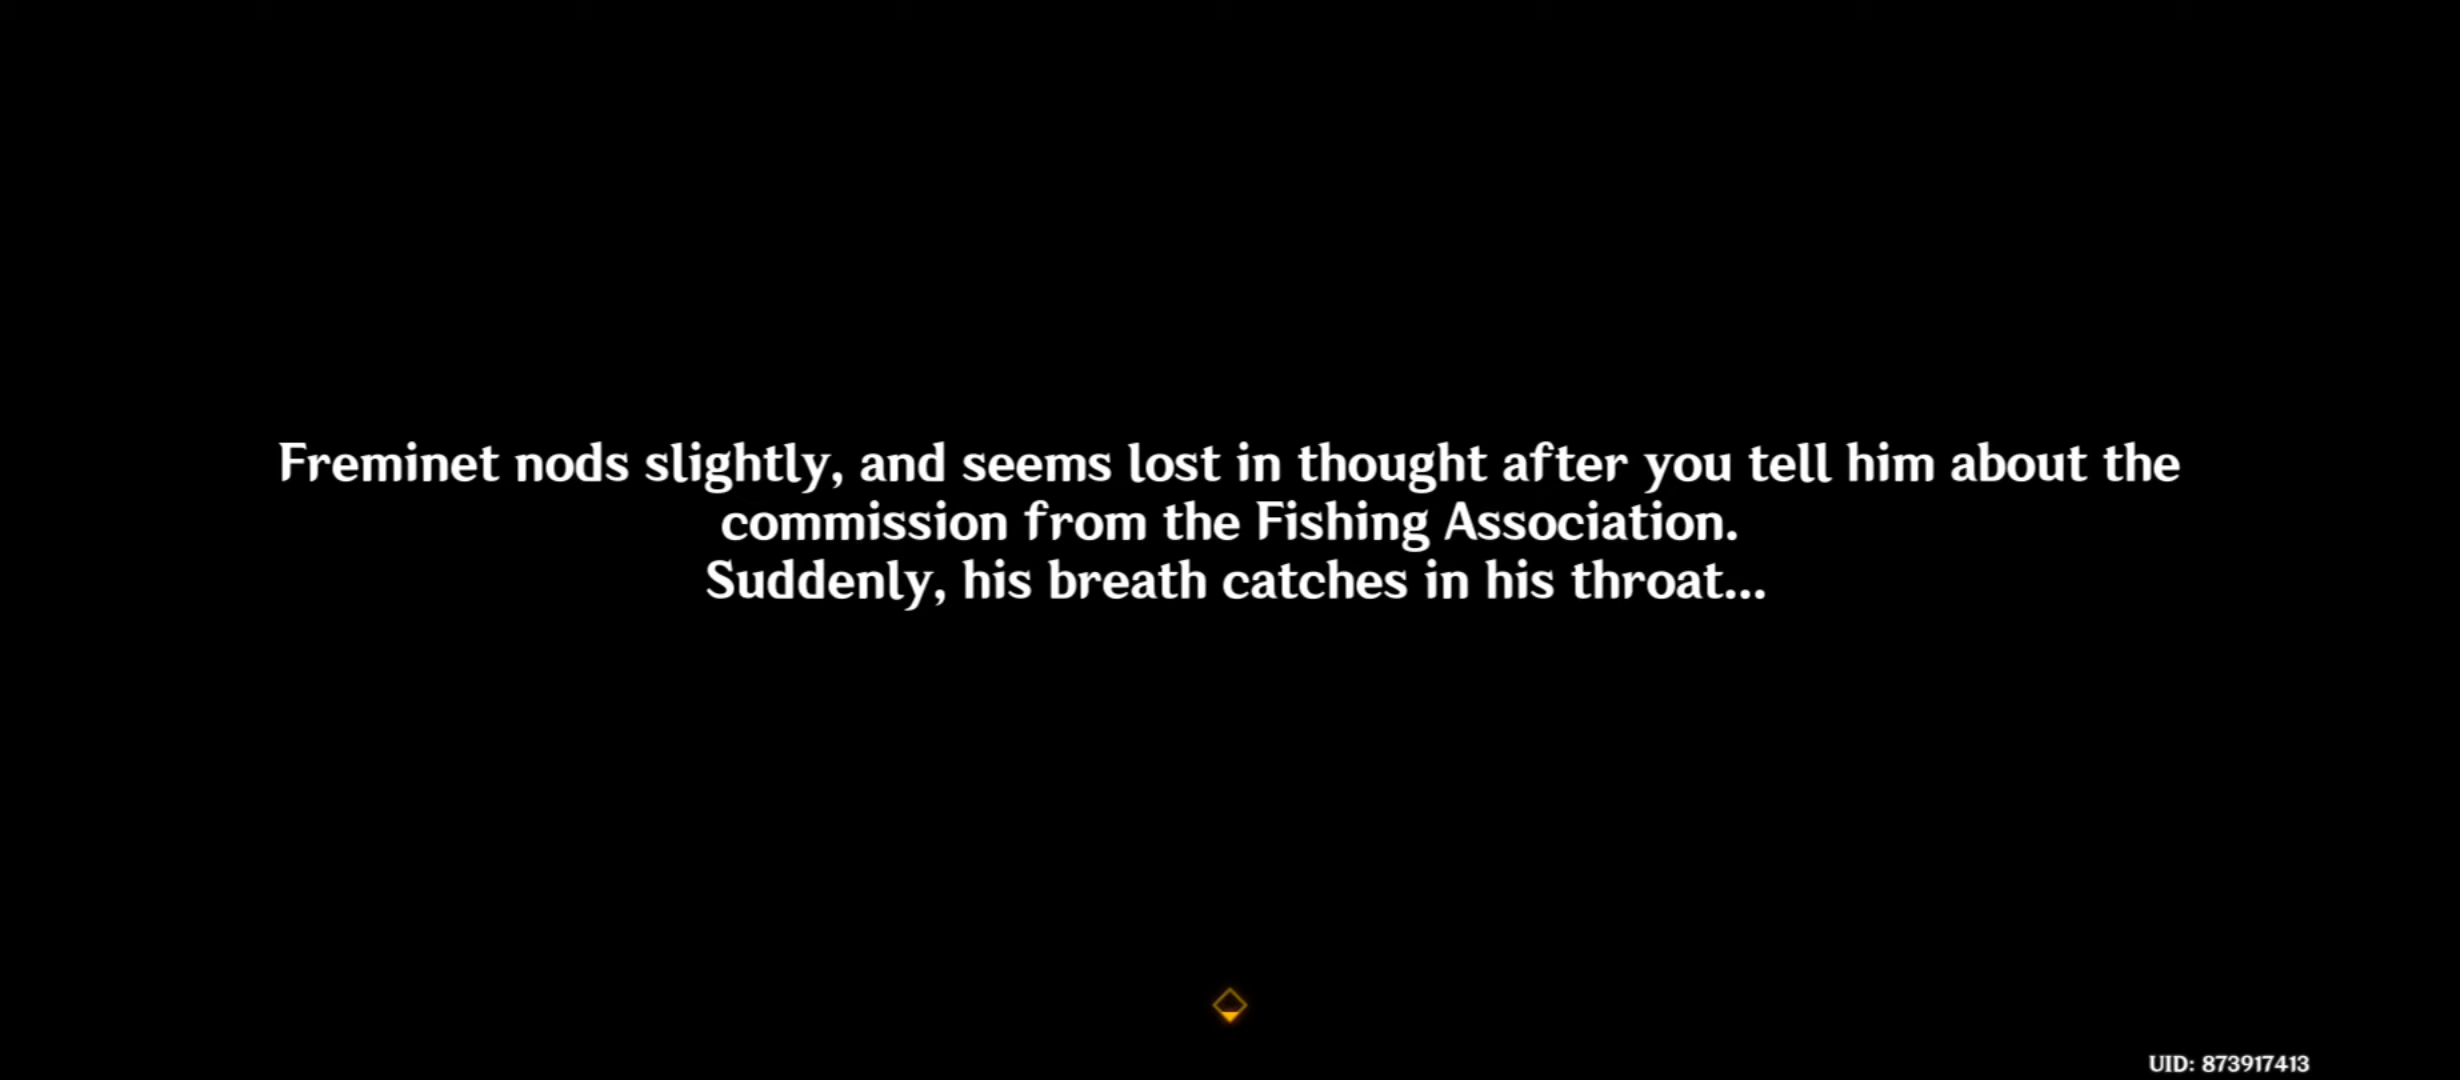 Freminet nods slightly, and seems lost in thought after you tell him about the
commission from the Fishing Association.
Suddenly, his breath catches in his throat...
UID: 873917413